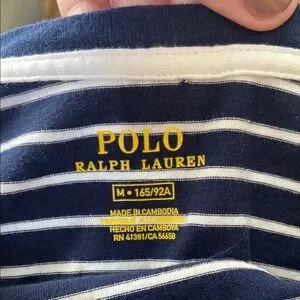 POLO
RALPH LAUREN
M • 165/92A
MADE IN CAMBODIA
HECHO EN CAMBOYA
RN 41381/CA 56658